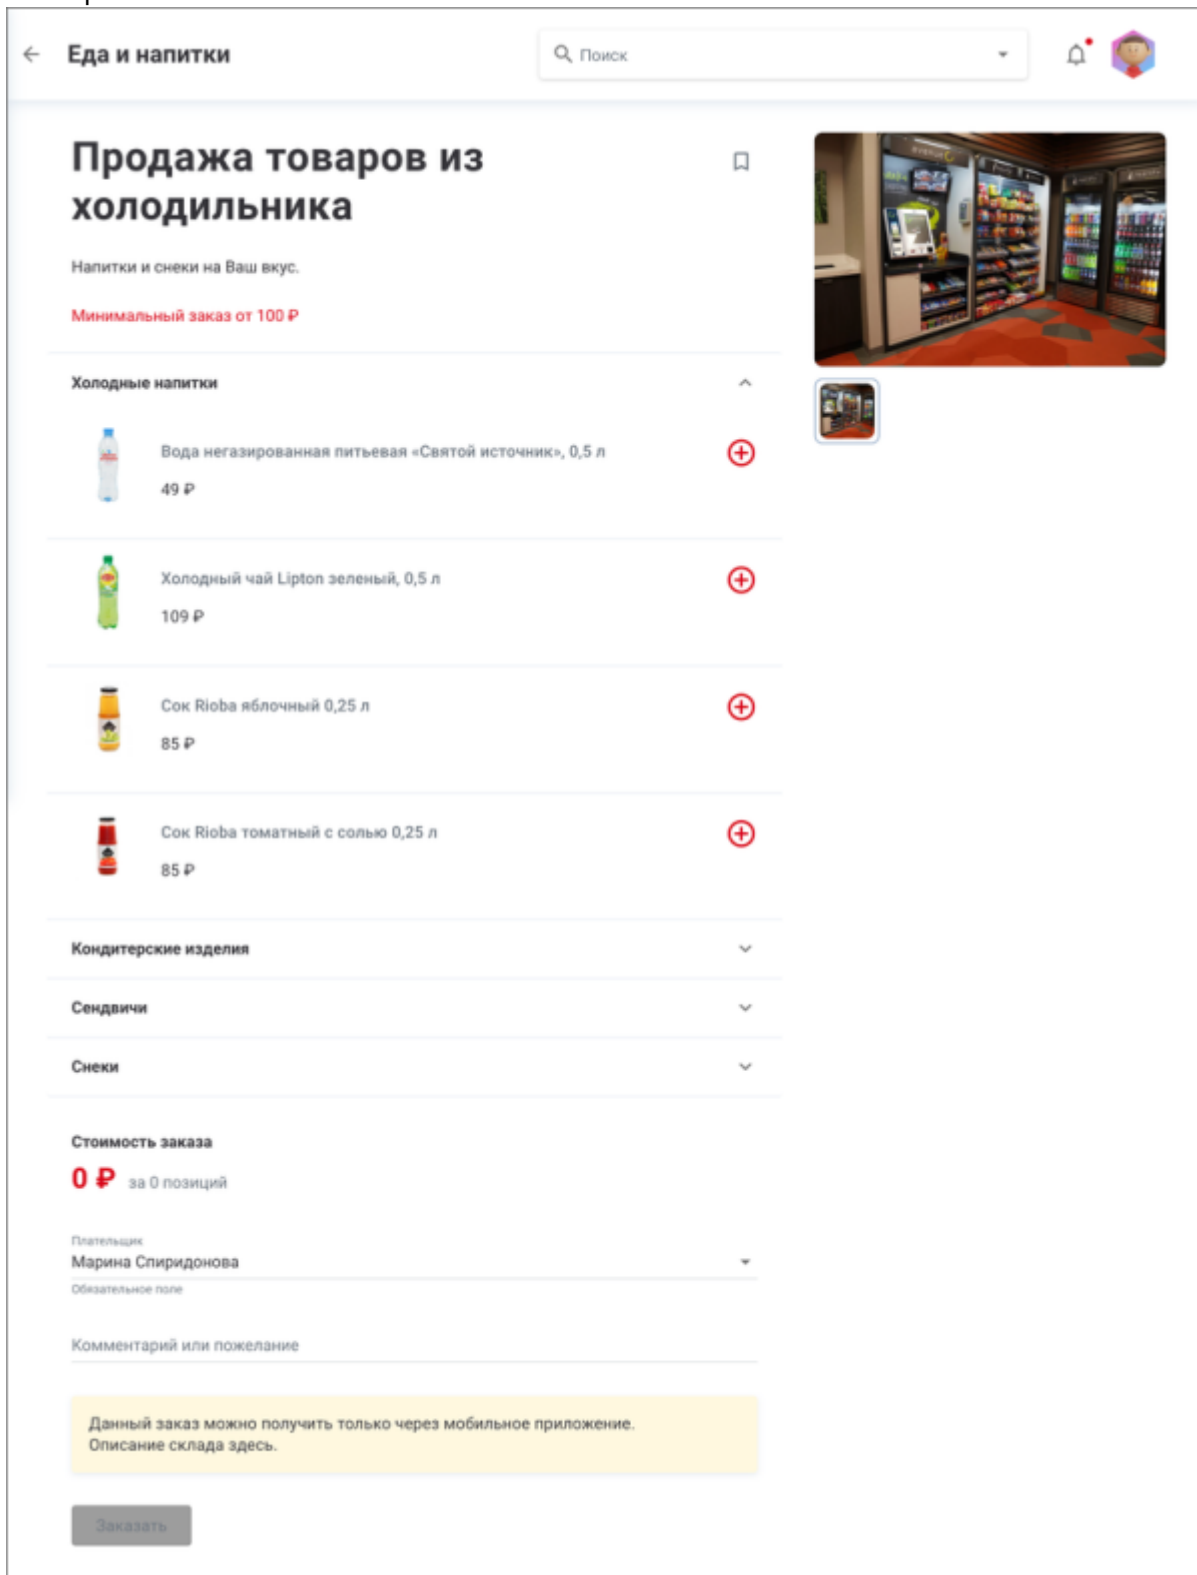 Еда и напитки
Поиск
Продажа товаров из
холодильника
Напитки и снеки на Ваш вкус.
Минимальный заказ от 100 ₽
Холодные напитки
Вода негазированная питьевая «Святой источник», 0,5 л
49 ₽
Холодный чай Lipton зеленый, 0,5 л
109 ₽
Сок Rioba яблочный 0,25 л
85 ₽
Сок Rioba томатный с солью 0,25 л
85 ₽
Кондитерские изделия
Сендвичи
Снеки
Стоимость заказа
0 ₽ за 0 позиций
Плательщик
Марина Спиридонова
Обязательное поле
Комментарий или пожелание
Данный заказ можно получить только через мобильное приложение.
Описание склада здесь.
Заказать